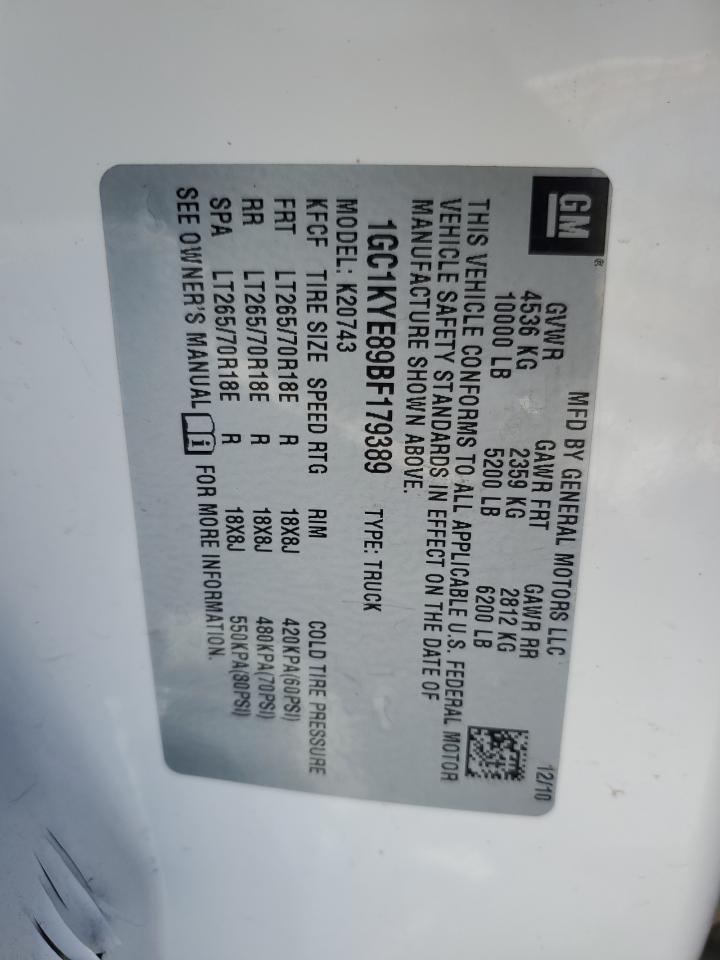 GM®
MFD BY GENERAL MOTORS LLC 12/10
GVWR GAWR FRT GAWR RR
4536 KG 2359 KG 2812 KG
10000 LB 5200 LB 6200 LB
THIS VEHICLE CONFORMS TO ALL APPLICABLE U.S. FEDERAL MOTOR
VEHICLE SAFETY STANDARDS IN EFFECT ON THE DATE OF
MANUFACTURE SHOWN ABOVE.
1GC1KYE89BF179389 TYPE: TRUCK
MODEL: K20743
KFCF TIRE SIZE SPEED RTG RIM COLD TIRE PRESSURE
FRT LT265/70R18E R 18X8J 420KPA(60PSI)
RR LT265/70R18E R 18X8J 480KPA(70PSI)
SPA LT265/70R18E R 18X8J 550KPA(80PSI)
SEE OWNER'S MANUAL FOR MORE INFORMATION.